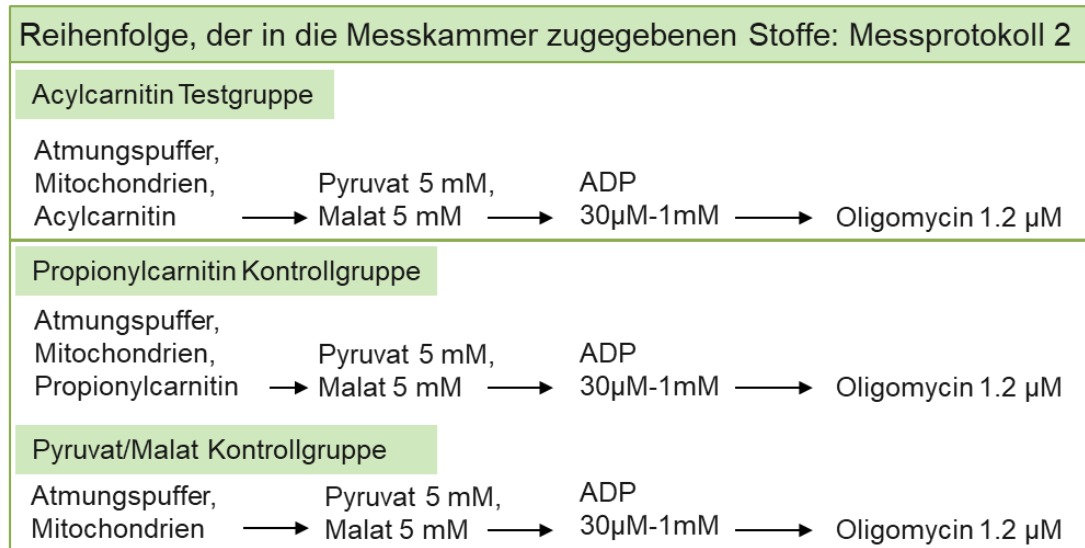 Reihenfolge, der in die Messkammer zugegebenen Stoffe: Messprotokoll 2
Acylcarnitin Testgruppe
Atmungspuffer,
Mitochondrien,
Acylcarnitin
Pyruvat 5 mM,
Malat 5 mM
ADP
30µM-1mM
Oligomycin 1.2 µM
Propionylcarnitin Kontrollgruppe
Atmungspuffer,
Mitochondrien,
Propionylcarnitin
Pyruvat 5 mM,
Malat 5 mM
ADP
30µM-1mM
Oligomycin 1.2 µM
Pyruvat/Malat Kontrollgruppe
Atmungspuffer,
Mitochondrien
Pyruvat 5 mM,
Malat 5 mM
ADP
30µM-1mM
Oligomycin 1.2 µM